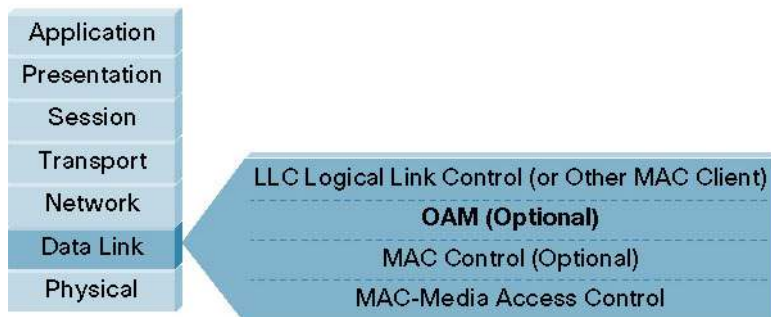 Application
Presentation
Session
Transport
Network
Data Link
Physical
LLC Logical Link Control (or Other MAC Client)
OAM (Optional)
MAC Control (Optional)
MAC-Media Access Control